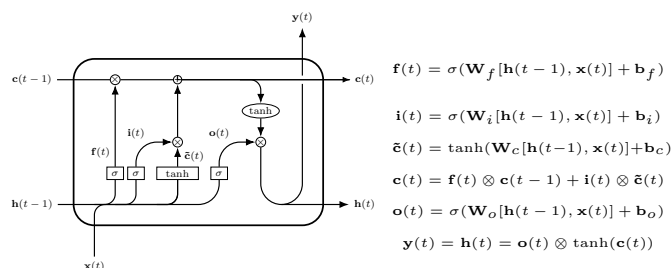 y(t)
c(t−1)
⊗
+
c(t)
tanh
i(t)
o(t)
⊗
⊗
f(t)
c̃(t)
σ
σ
tanh
σ
h(t−1)
h(t)
x(t)
f(t) = σ(W_f[h(t − 1), x(t)] + b_f)
i(t) = σ(W_i[h(t − 1), x(t)] + b_i)
c̃(t) = tanh(W_c[h(t−1), x(t)]+b_c)
c(t) = f(t) ⊗ c(t − 1) + i(t) ⊗ c̃(t)
o(t) = σ(W_o[h(t − 1), x(t)] + b_o)
y(t) = h(t) = o(t) ⊗ tanh(c(t))